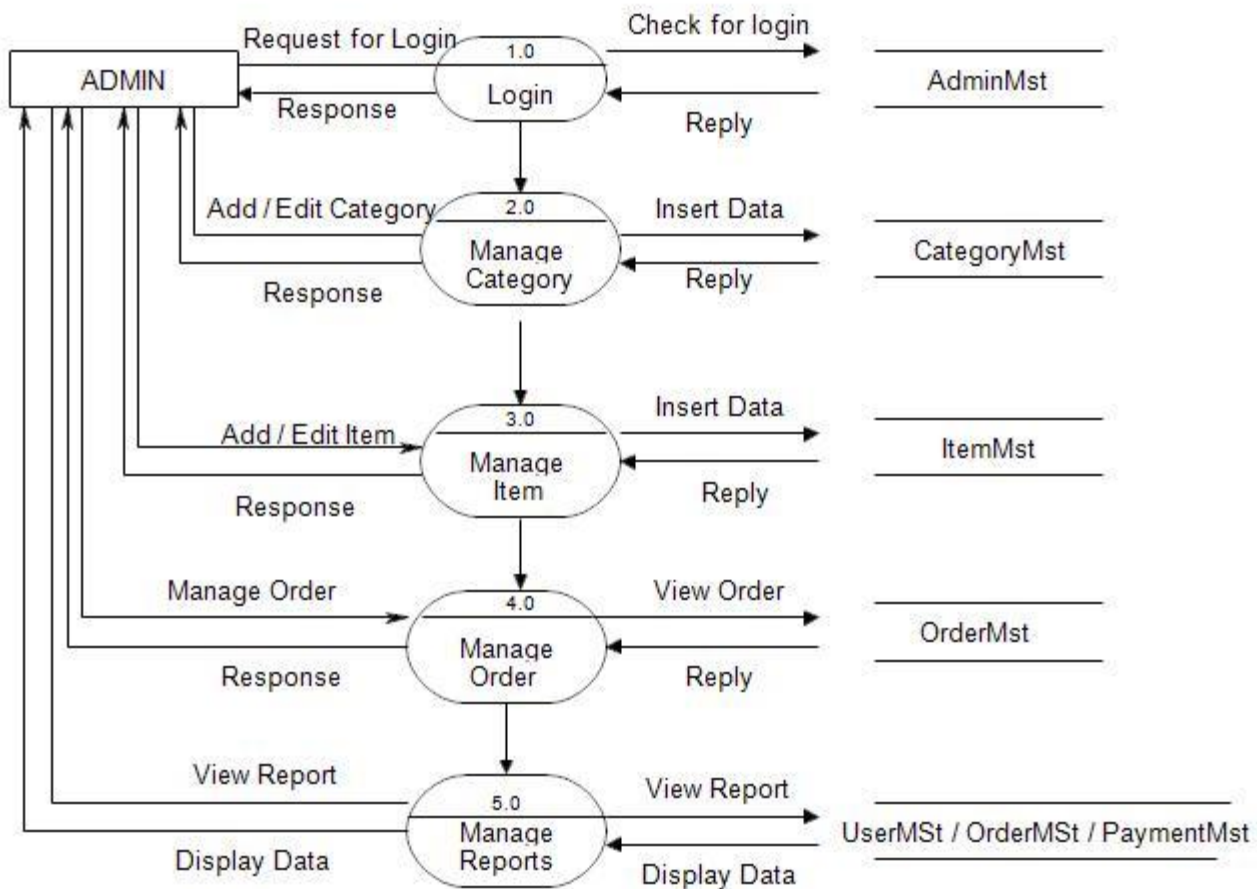 Request for Login
Check for login
1.0
ADMIN
Login
AdminMst
Response
Reply
Add / Edit Category
2.0
Insert Data
Manage
Category
CategoryMst
Response
Reply
Add / Edit Item
3.0
Insert Data
Manage
Item
ItemMst
Response
Reply
Manage Order
4.0
View Order
Manage
Order
OrderMst
Response
Reply
View Report
5.0
View Report
Manage
Reports
UserMSt / OrderMSt / PaymentMst
Display Data
Display Data